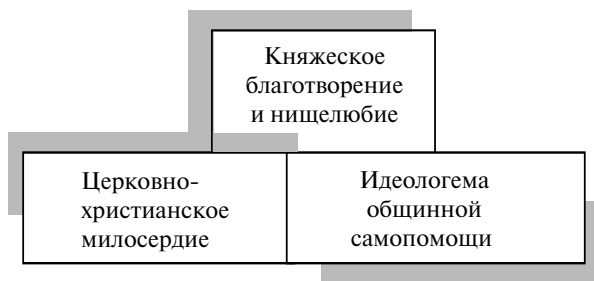 Княжеское
благотворение
и нищелюбие
Церковно-
христианское
милосердие
Идеологема
общинной
самопомощи